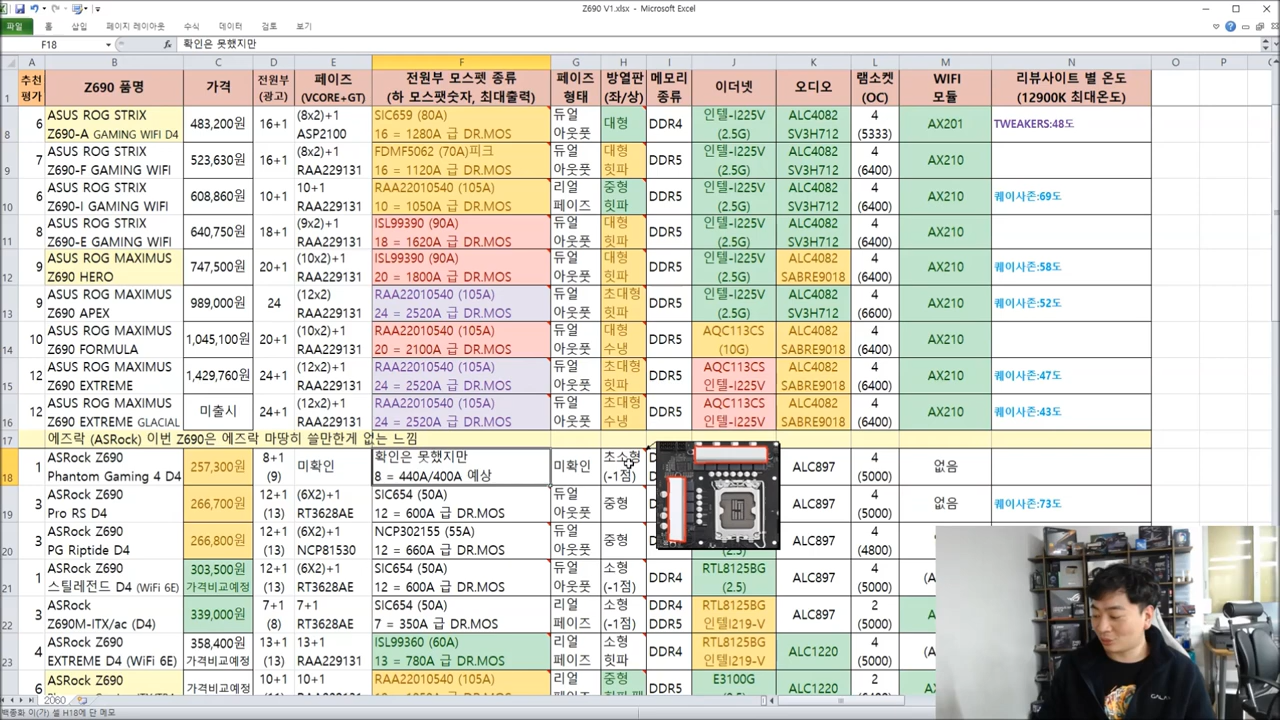 Z690 V1.xlsx - Microsoft Excel
파일 홈 삽입 페이지 레이아웃 수식 데이터 검토 보기
F18 fx 확인은 못했지만
A B C D E F G H I J K L M N O P
추천 평가 Z690 품명 가격 전원부 (광고) 페이즈 (VCORE+GT) 전원부 모스펫 종류 (하 모스팻숫자, 최대출력) 페이즈 형태 방열판 (좌/상) 메모리 종류 이더넷 오디오 램소켓 (OC) WIFI 모듈 리뷰사이트 별 온도 (12900K 최대온도)
1
8 6 ASUS ROG STRIX Z690-A GAMING WIFI D4 483,200원 16+1 (8x2)+1 ASP2100 SIC659 (80A) 16 = 1280A 급 DR.MOS 듀얼 아웃풋 대형 DDR4 인텔-I225V (2.5G) ALC4082 SV3H712 4 (5333) AX201 TWEAKERS:48도
9 7 ASUS ROG STRIX Z690-F GAMING WIFI 523,630원 16+1 (8x2)+1 RAA229131 FDMF5062 (70A)피크 16 = 1120A 급 DR.MOS 듀얼 아웃풋 대형 힛파 DDR5 인텔-I225V (2.5G) ALC4082 SV3H712 4 (6400) AX210
10 6 ASUS ROG STRIX Z690-I GAMING WIFI 608,860원 10+1 10+1 RAA229131 RAA22010540 (105A) 10 = 1050A 급 DR.MOS 리얼 페이즈 중형 힛파 DDR5 인텔-I225V (2.5G) ALC4082 SV3H712 4 (6400) AX210 퀘이사존:69도
11 8 ASUS ROG STRIX Z690-E GAMING WIFI 640,750원 18+1 (9x2)+1 RAA229131 ISL99390 (90A) 18 = 1620A 급 DR.MOS 듀얼 아웃풋 대형 힛파 DDR5 인텔-I225V (2.5G) ALC4082 SV3H712 4 (6400) AX210
12 9 ASUS ROG MAXIMUS Z690 HERO 747,500원 20+1 (10x2)+1 RAA229131 ISL99390 (90A) 20 = 1800A 급 DR.MOS 듀얼 아웃풋 대형 힛파 DDR5 인텔-I225V (2.5G) ALC4082 SABRE9018 4 (6400) AX210 퀘이사존:58도
13 9 ASUS ROG MAXIMUS Z690 APEX 989,000원 24 (12x2) RAA229131 RAA22010540 (105A) 24 = 2520A 급 DR.MOS 듀얼 아웃풋 초대형 힛파 DDR5 인텔-I225V (2.5G) ALC4082 SV3H712 4 (6600) AX210 퀘이사존:52도
14 10 ASUS ROG MAXIMUS Z690 FORMULA 1,045,100원 20+1 (10x2)+1 RAA229131 RAA22010540 (105A) 20 = 2100A 급 DR.MOS 듀얼 아웃풋 대형 수냉 DDR5 AQC113CS (10G) ALC4082 SABRE9018 4 (6400) AX210
15 12 ASUS ROG MAXIMUS Z690 EXTREME 1,429,760원 24+1 (12x2)+1 RAA229131 RAA22010540 (105A) 24 = 2520A 급 DR.MOS 듀얼 아웃풋 초대형 힛파 DDR5 AQC113CS 인텔-I225V ALC4082 SABRE9018 4 (6400) AX210 퀘이사존:47도
16 12 ASUS ROG MAXIMUS Z690 EXTREME GLACIAL 미출시 24+1 (12x2)+1 RAA229131 RAA22010540 (105A) 24 = 2520A 급 DR.MOS 듀얼 아웃풋 초대형 수냉 DDR5 AQC113CS 인텔-I225V ALC4082 SABRE9018 4 (6400) AX210 퀘이사존:43도
17 에즈락 (ASRock) 이번 Z690은 에즈락 마땅히 쓸만한게 없는 느낌
18 1 ASRock Z690 Phantom Gaming 4 D4 257,300원 8+1 (9) 미확인 확인은 못했지만 8 = 440A/400A 예상 미확인 초소형 (-1점) ALC897 4 (5000) 없음
19 3 ASRock Z690 Pro RS D4 266,700원 12+1 (13) (6X2)+1 RT3628AE SIC654 (50A) 12 = 600A 급 DR.MOS 듀얼 아웃풋 중형 ALC897 4 (5000) 없음 퀘이사존:73도
20 3 ASRock Z690 PG Riptide D4 266,800원 12+1 (13) (6X2)+1 NCP81530 NCP302155 (55A) 12 = 660A 급 DR.MOS 듀얼 아웃풋 중형 (2.5) ALC897 4 (4800)
21 1 ASRock Z690 스틸레전드 D4 (WiFi 6E) 303,500원 가격비교예정 12+1 (13) (6X2)+1 RT3628AE SIC654 (50A) 12 = 600A 급 DR.MOS 듀얼 아웃풋 소형 (-1점) DDR4 RTL8125BG (2.5) ALC897 4 (5000)
22 3 ASRock Z690M-ITX/ac (D4) 339,000원 7+1 (8) 7+1 RT3628AE SIC654 (50A) 7 = 350A 급 DR.MOS 리얼 페이즈 소형 (-1점) DDR4 RTL8125BG 인텔I219-V ALC897 2 (5000)
23 4 ASRock Z690 EXTREME D4 (WiFi 6E) 358,400원 가격비교예정 13+1 (13) 13+1 RAA229131 ISL99360 (60A) 13 = 780A 급 DR.MOS 리얼 페이즈 소형 힛파 DDR4 RTL8125BG 인텔I219-V ALC1220 4 (5000)
6 ASRock Z690 가격비교예정 10+1 10+1 RAA22010540 (105A) 리얼 중형 E3100G ALC1220 2
2060
백종화 이(가) 셀 H18에 단 메모